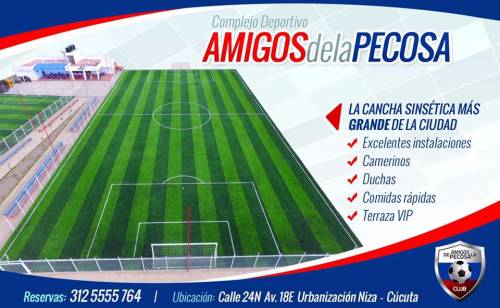 Complejo Deportivo
AMIGOSdelaPECOSA
LA CANCHA SINSÉTICA MÁS
GRANDE DE LA CIUDAD
Excelentes instalaciones
Camerinos
Duchas
Comidas rápidas
Terraza VIP
AMIGOS
DE LA
PECOSA
CLUB
Reservas: 312 5555 764 | Ubicación: Calle 24N Av. 18E Urbanización Niza - Cúcuta